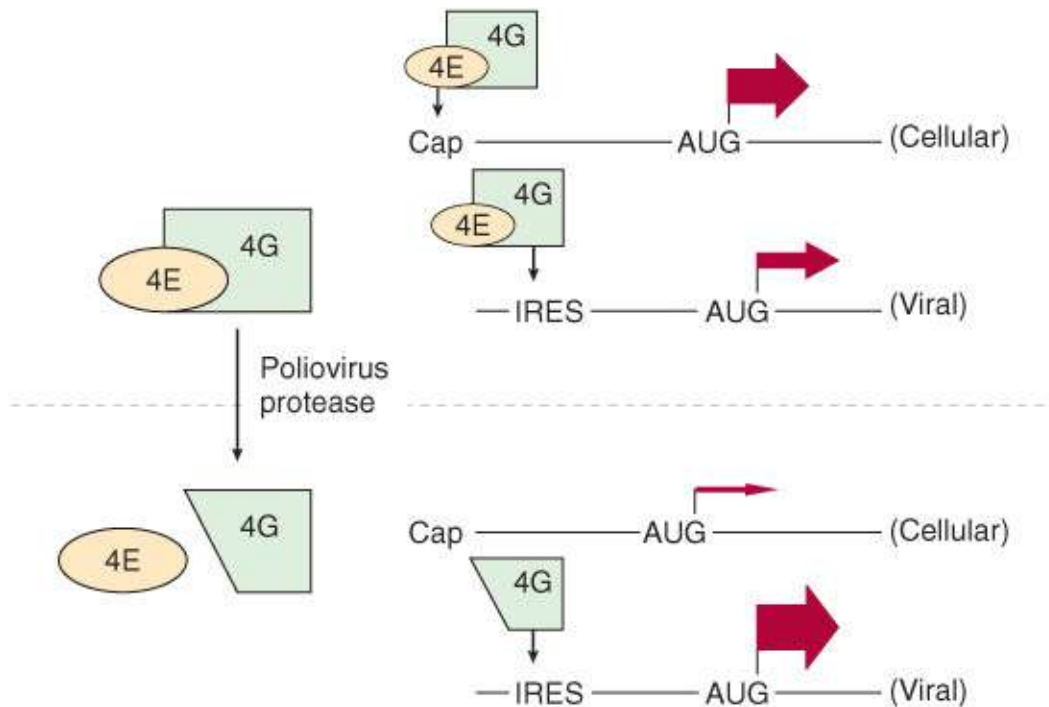 4G
4E
Cap AUG (Cellular)
4G
4E
IRES AUG (Viral)
4G
4E
Poliovirus
protease
4G
4E
Cap AUG (Cellular)
4G
IRES AUG (Viral)